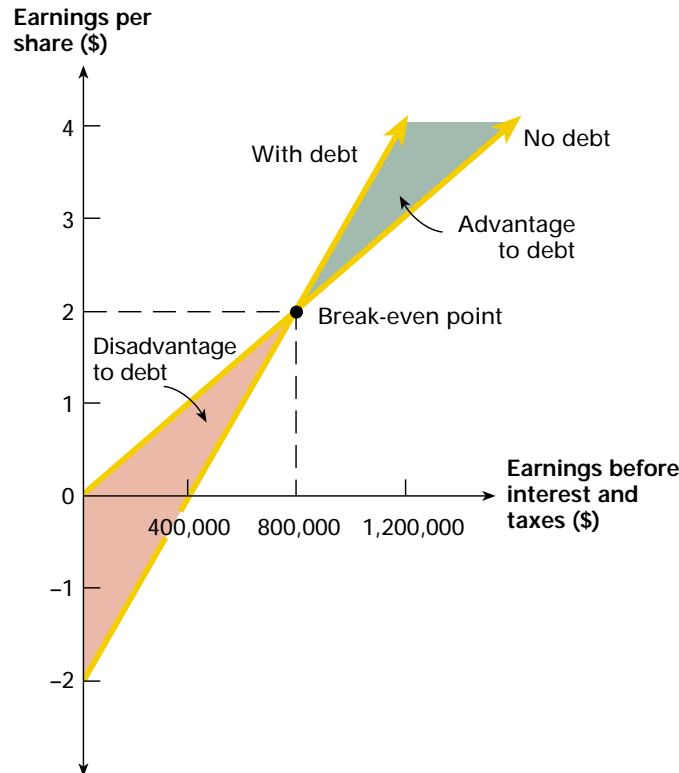 Earnings per
share ($)
4
With debt
No debt
3
Advantage
to debt
2
Break-even point
Disadvantage
to debt
1
Earnings before
interest and
taxes ($)
0
400,000
800,000
1,200,000
–1
–2